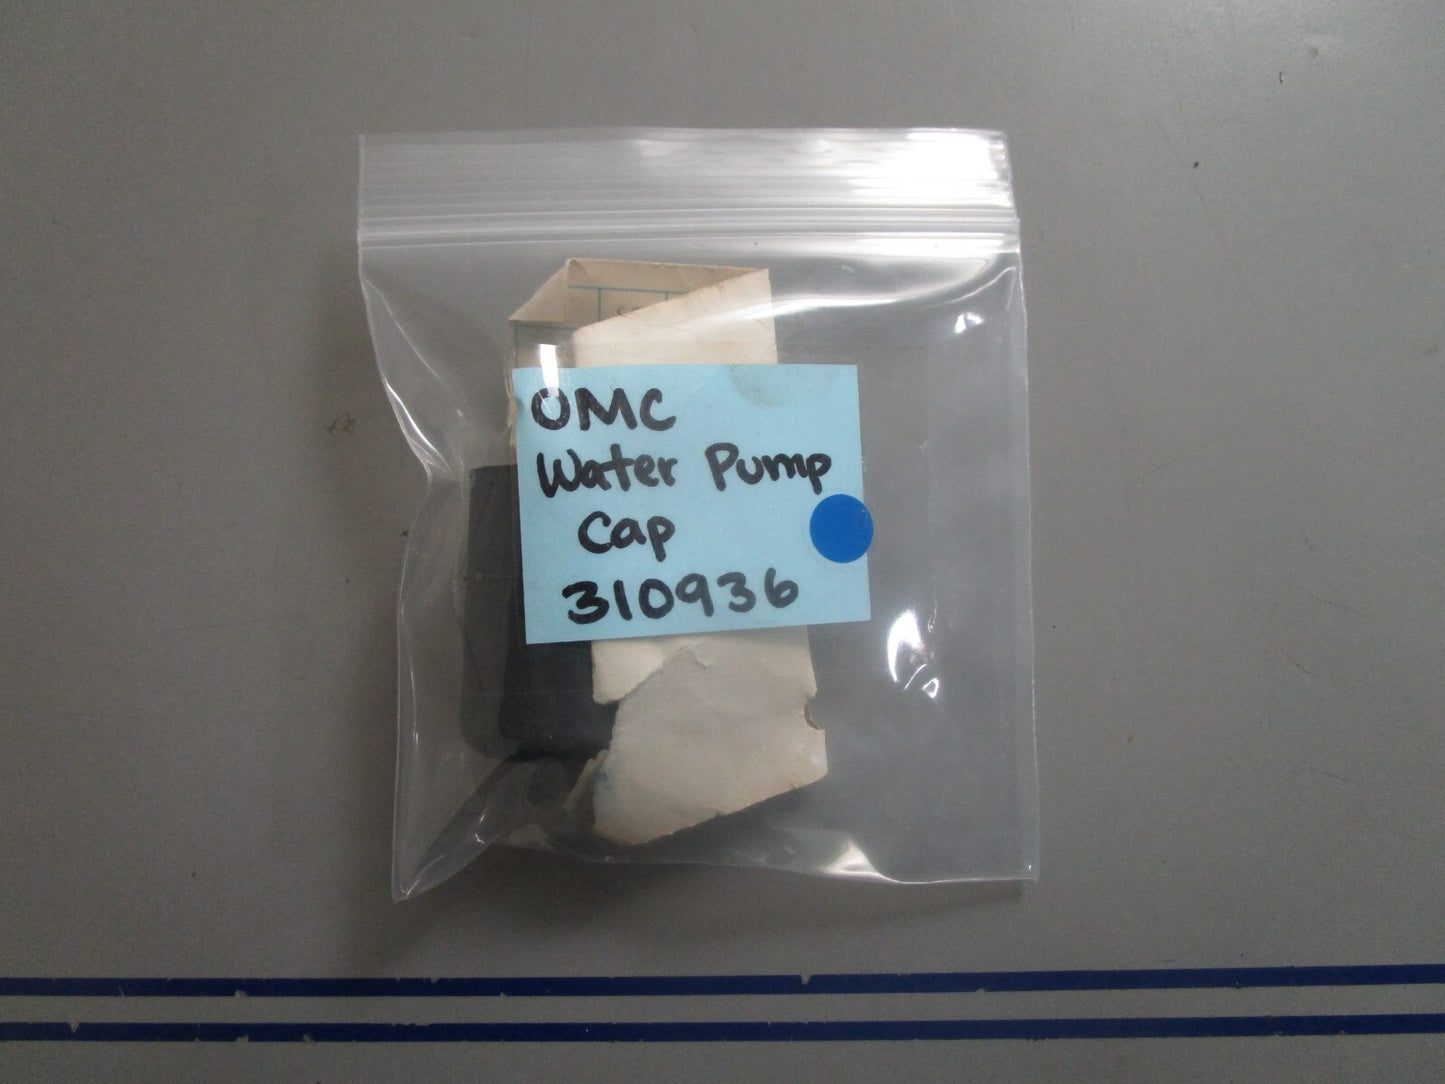 OMC
Water Pump
Cap
310936